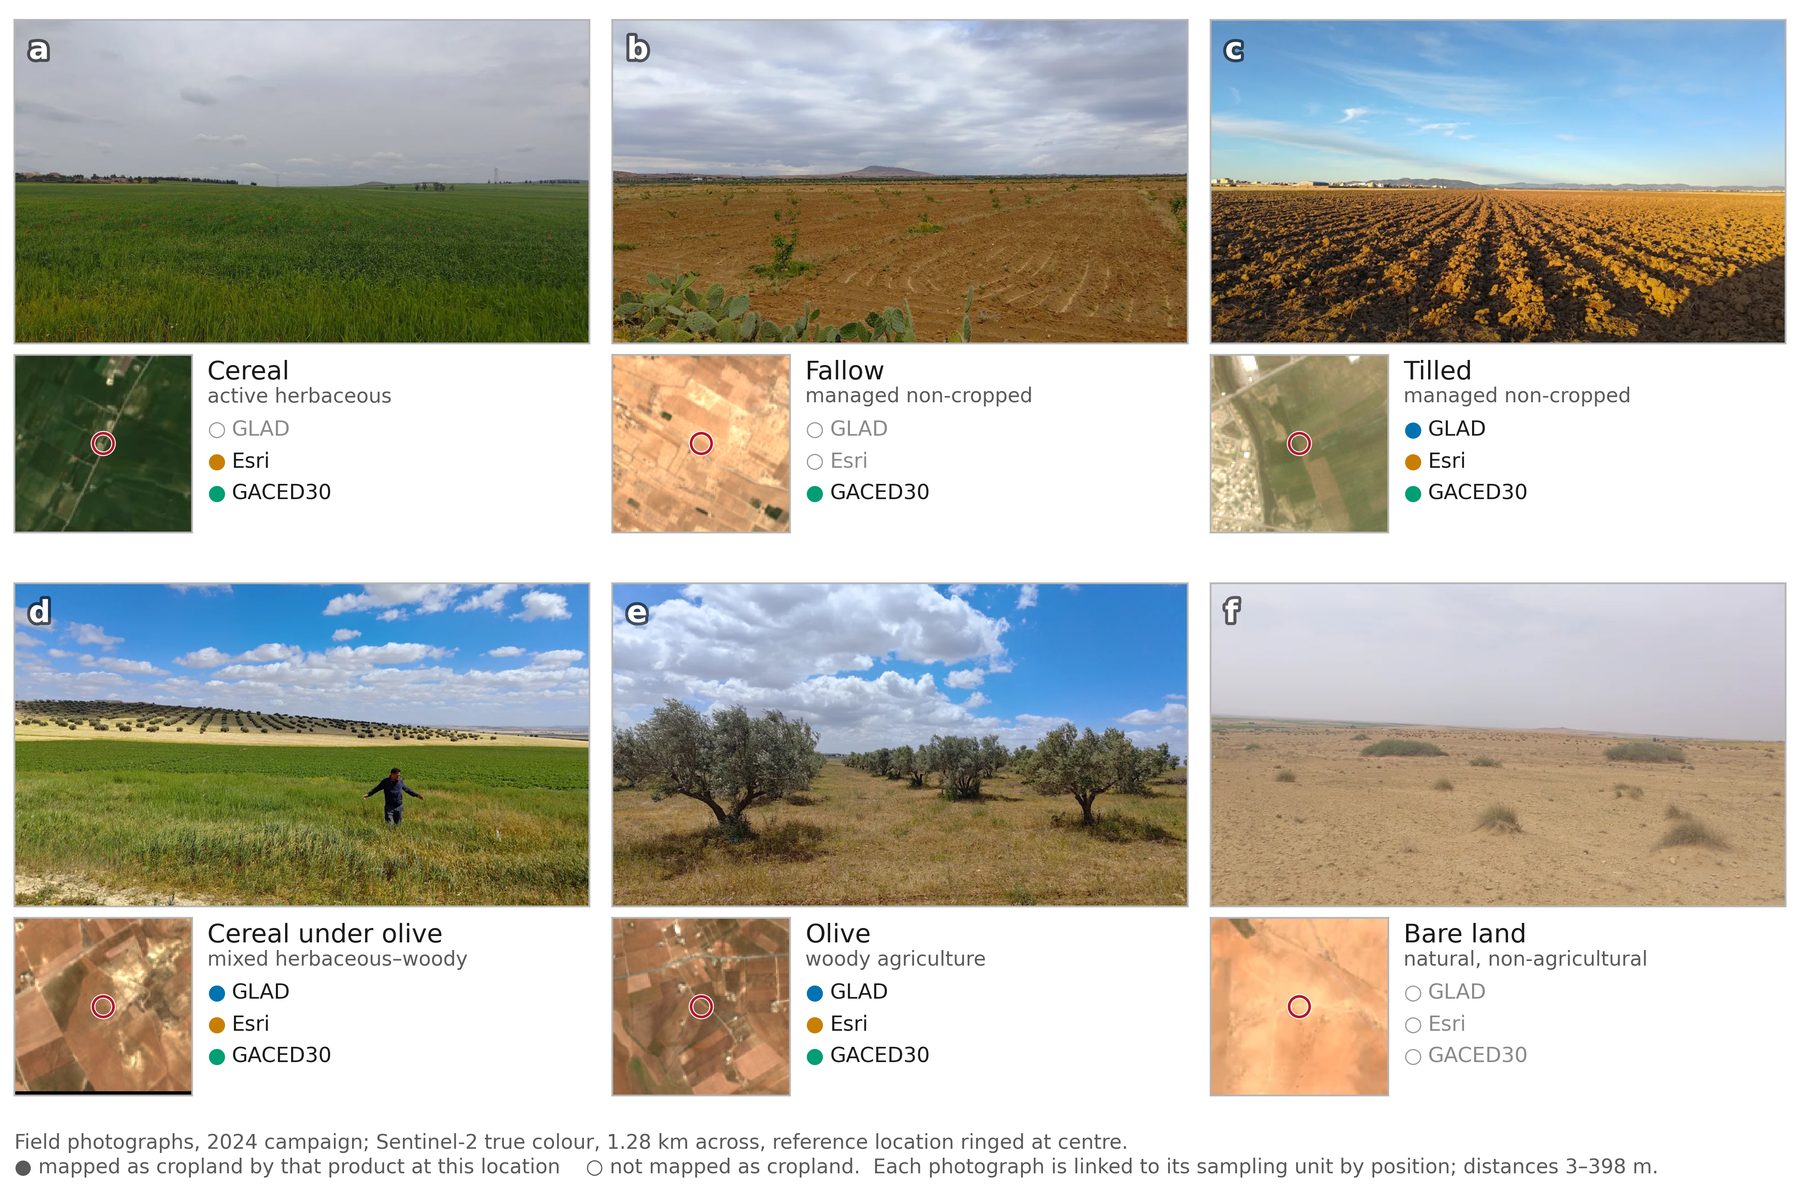 a
b
c
Cereal
active herbaceous
GLAD
Esri
GACED30
Fallow
managed non-cropped
GLAD
Esri
GACED30
Tilled
managed non-cropped
GLAD
Esri
GACED30
d
e
f
Cereal under olive
mixed herbaceous–woody
GLAD
Esri
GACED30
Olive
woody agriculture
GLAD
Esri
GACED30
Bare land
natural, non-agricultural
GLAD
Esri
GACED30
Field photographs, 2024 campaign; Sentinel-2 true colour, 1.28 km across, reference location ringed at centre.
● mapped as cropland by that product at this location ○ not mapped as cropland. Each photograph is linked to its sampling unit by position; distances 3–398 m.